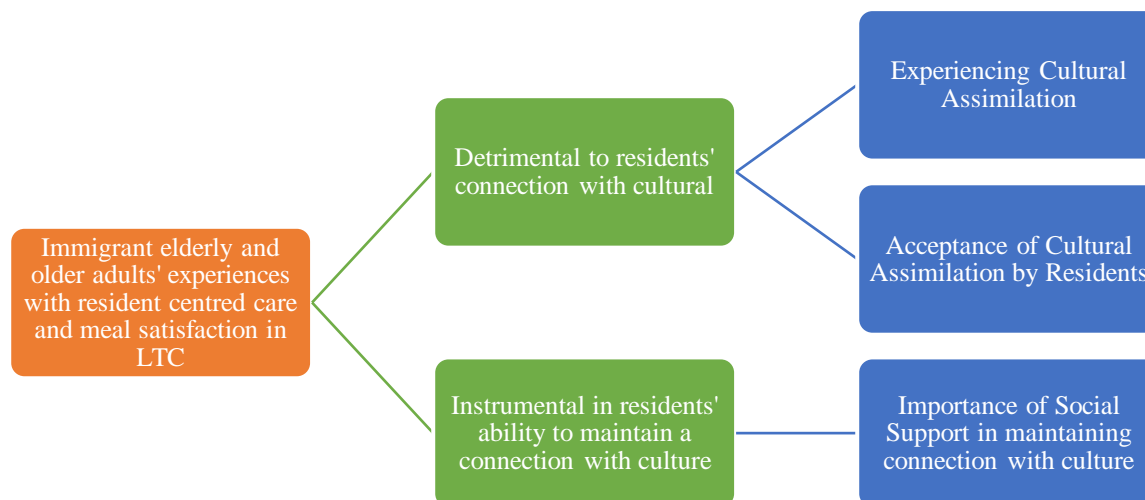 Immigrant elderly and
older adults' experiences
with resident centred care
and meal satisfaction in
LTC
Detrimental to residents'
connection with cultural
Instrumental in residents'
ability to maintain a
connection with culture
Experiencing Cultural
Assimilation
Acceptance of Cultural
Assimilation by Residents
Importance of Social
Support in maintaining
connection with culture